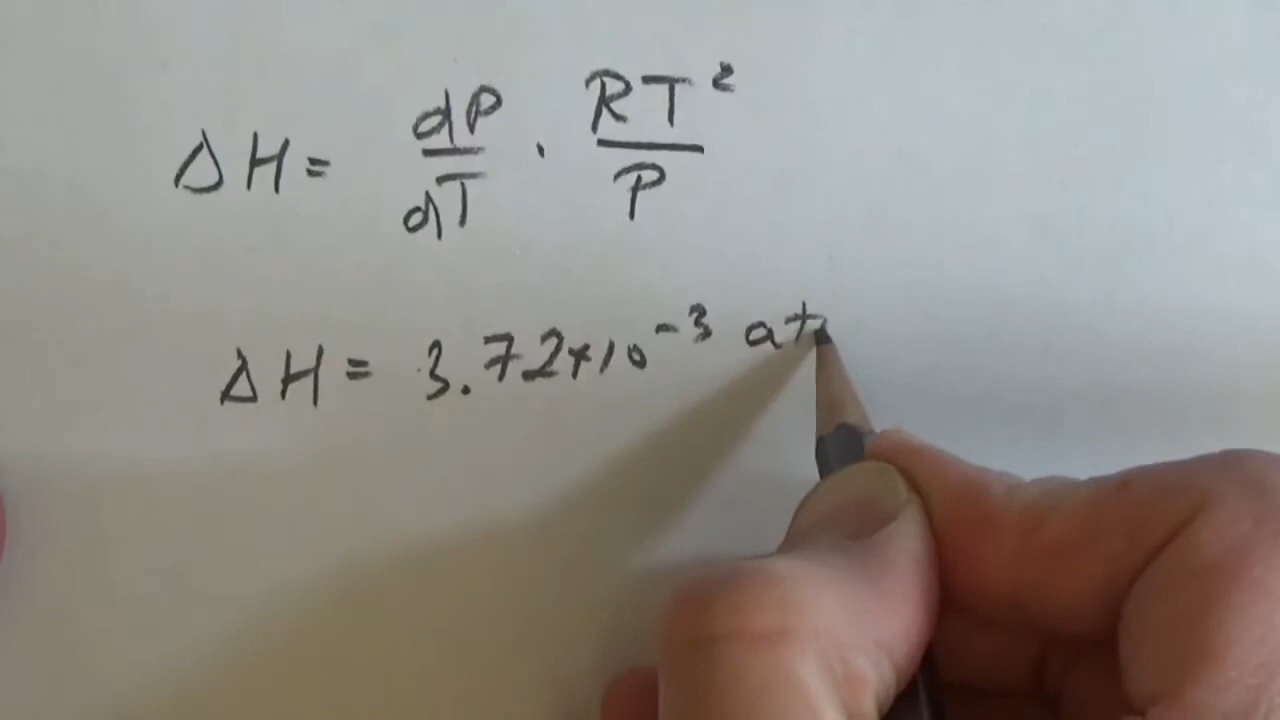 ΔH = dP/dT · RT²/P
ΔH = 3.72×10⁻³ at